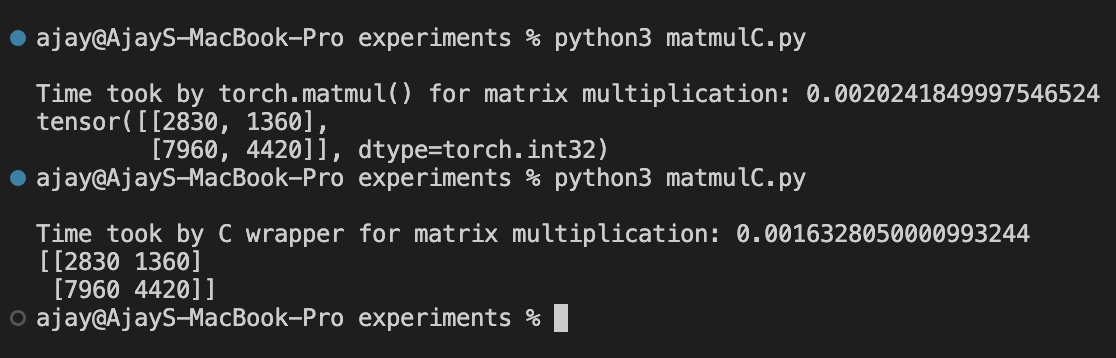 ajay@AjayS-MacBook-Pro experiments % python3 matmulC.py
Time took by torch.matmul() for matrix multiplication: 0.0020241849997546524
tensor([[2830, 1360],
        [7960, 4420]], dtype=torch.int32)
ajay@AjayS-MacBook-Pro experiments % python3 matmulC.py
Time took by C wrapper for matrix multiplication: 0.0016328050000993244
[[2830 1360]
 [7960 4420]]
ajay@AjayS-MacBook-Pro experiments %